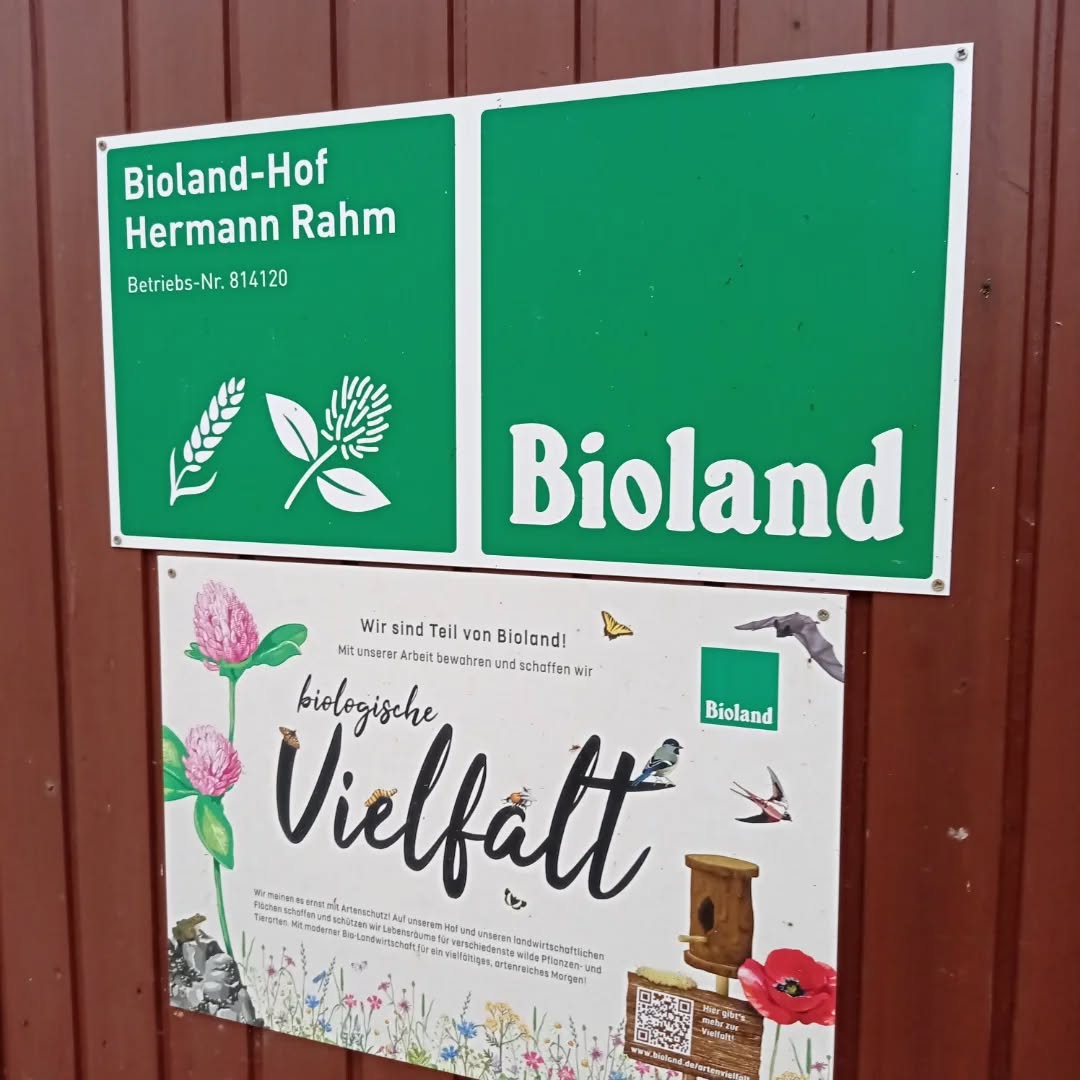 Bioland-Hof
Hermann Rahm
Betriebs-Nr. 814120
Bioland
Wir sind Teil von Bioland!
Mit unserer Arbeit bewahren und schaffen wir
biologische
Vielfalt
Bioland
Wir meinen es ernst mit Artenschutz! Auf unserem Hof und unseren landwirtschaftlichen
Flächen schaffen und schützen wir Lebensräume für verschiedenste wilde Pflanzen- und
Tierarten. Mit moderner Bio-Landwirtschaft für ein vielfältiges, artenreiches Morgen!
Hier gibt's
mehr zur
Vielfalt!
www.bioland.de/artenvielfalt